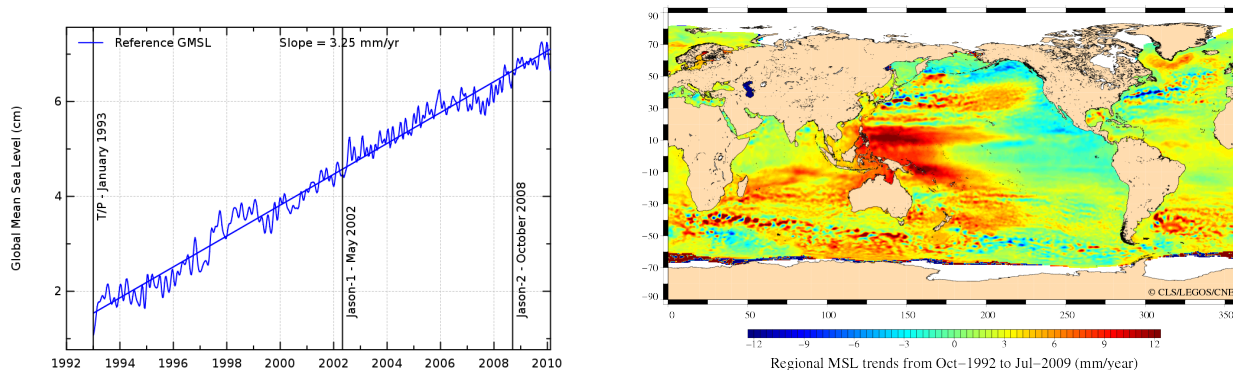 Reference GMSL
Slope = 3.25 mm/yr
Global Mean Sea Level (cm)
6
4
2
T/P - January 1993
Jason-1 - May 2002
Jason-2 - October 2008
1992 1994 1996 1998 2000 2002 2004 2006 2008 2010
90
70
50
30
10
−10
−30
−50
−70
−90
© CLS/LEGOS/CNE
0 50 100 150 200 250 300 350
−12 −9 −6 −3 0 3 6 9 12
Regional MSL trends from Oct−1992 to Jul−2009 (mm/year)